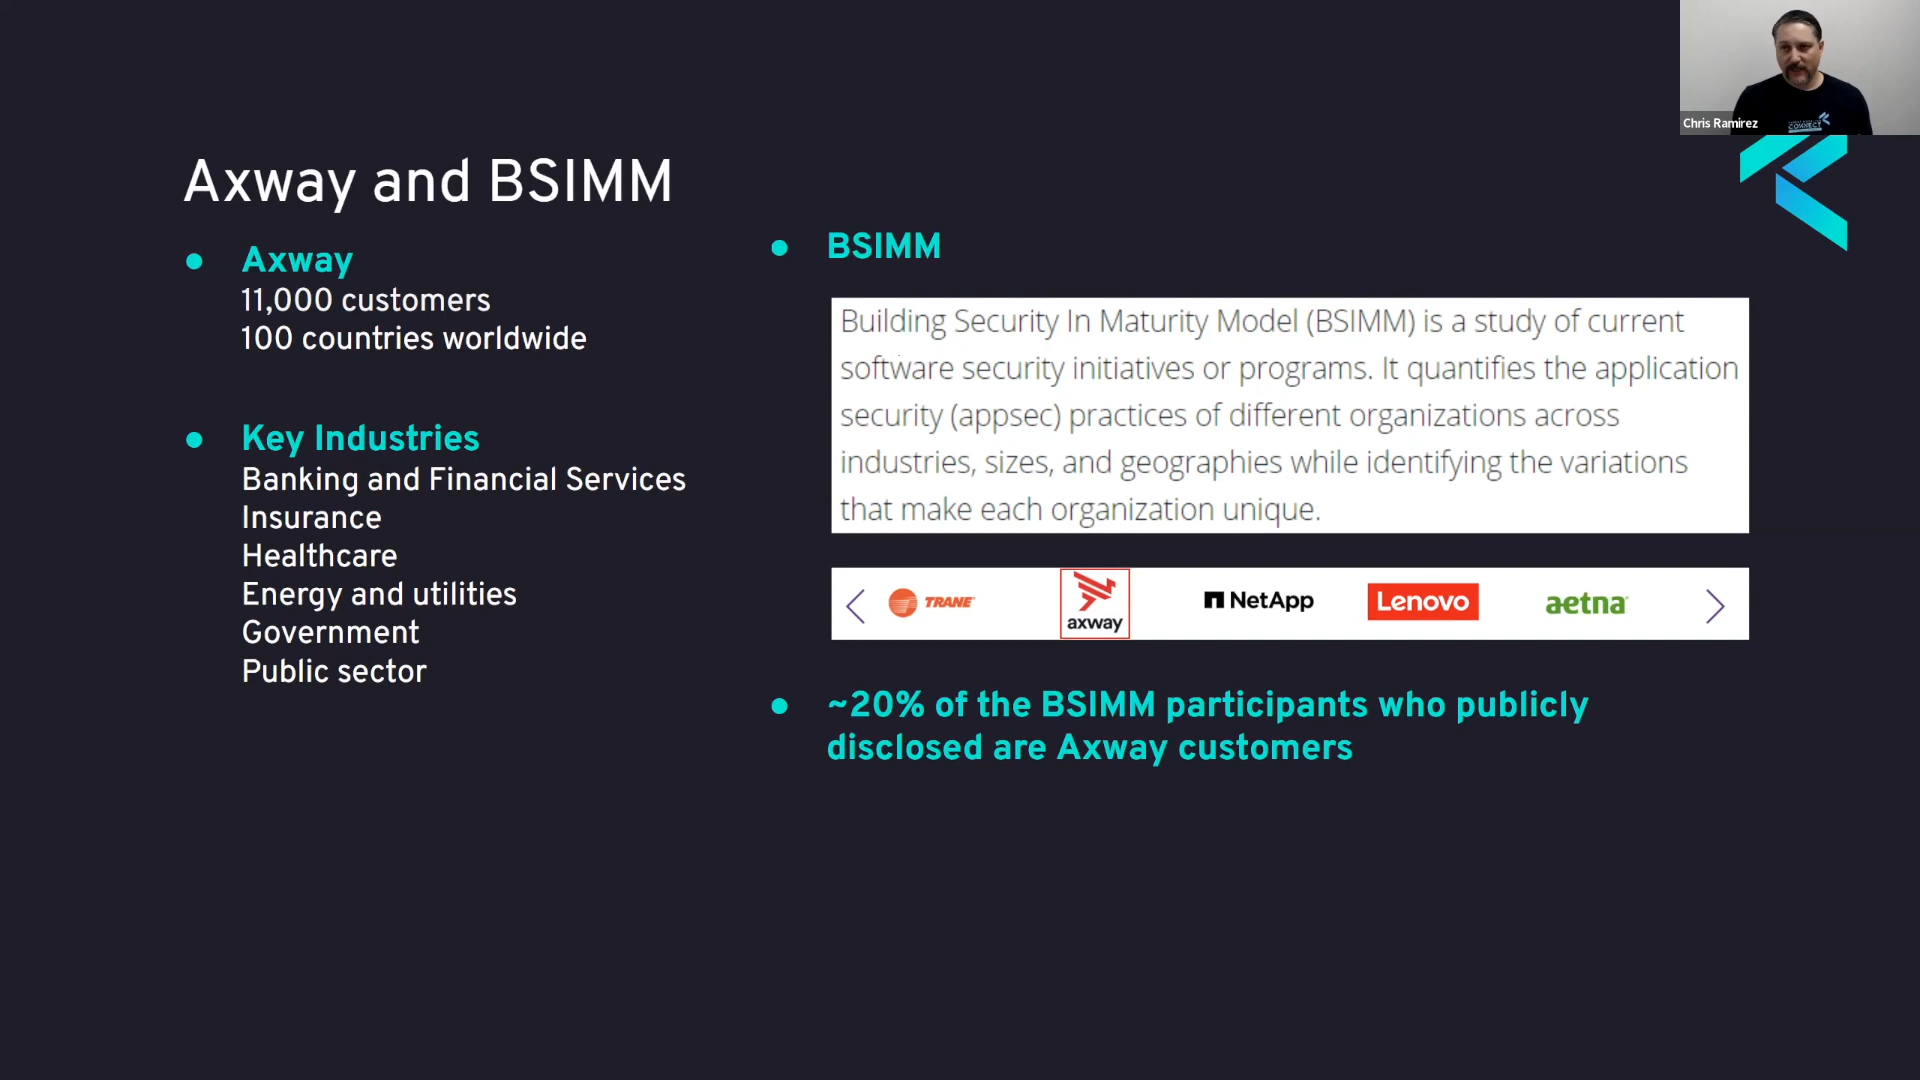 Chris Ramirez
CONNECT
Axway and BSIMM
Axway
11,000 customers
100 countries worldwide
Key Industries
Banking and Financial Services
Insurance
Healthcare
Energy and utilities
Government
Public sector
BSIMM
Building Security In Maturity Model (BSIMM) is a study of current
software security initiatives or programs. It quantifies the application
security (appsec) practices of different organizations across
industries, sizes, and geographies while identifying the variations
that make each organization unique.
TRANE axway NetApp Lenovo aetna
~20% of the BSIMM participants who publicly
disclosed are Axway customers